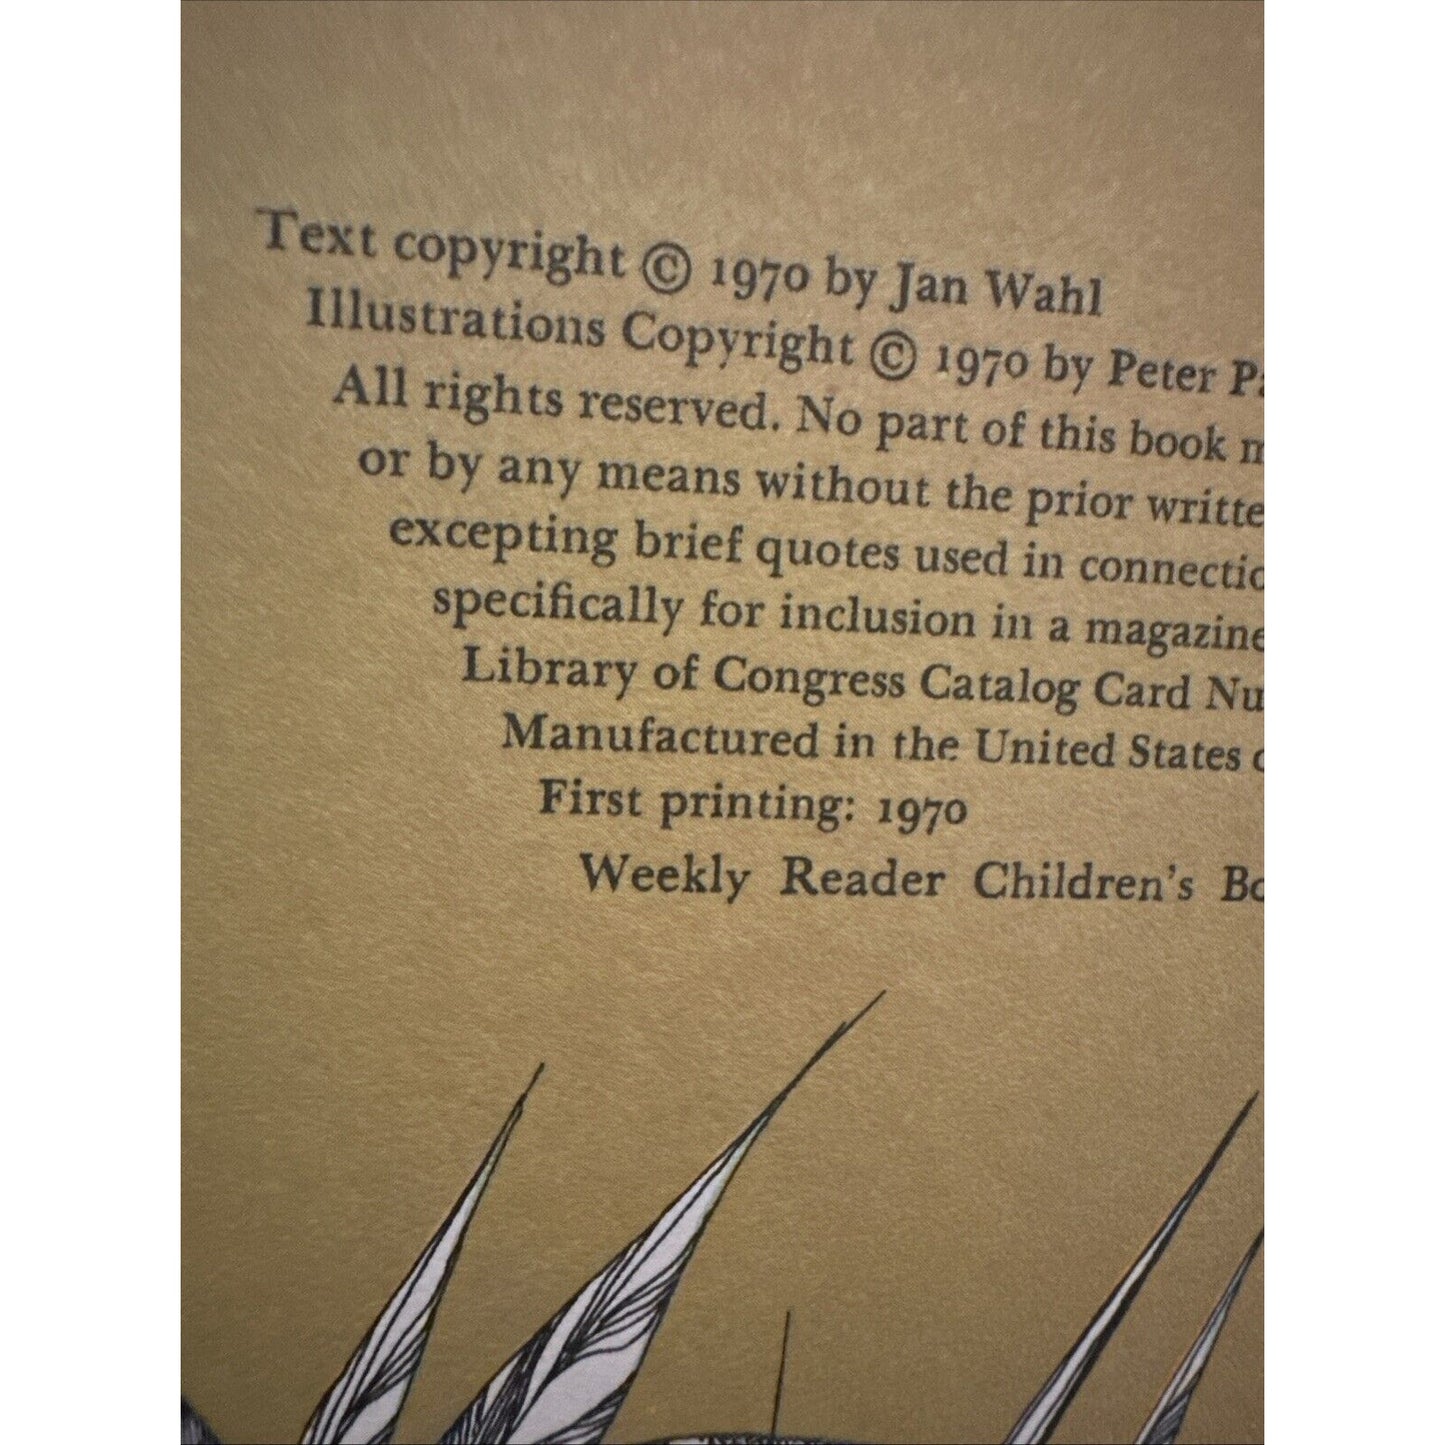 Text copyright © 1970 by Jan Wahl
Illustrations Copyright © 1970 by Peter
All rights reserved. No part of this book
or by any means without the prior
excepting brief quotes used in
specifically for inclusion in a magazine
Library of Congress Catalog Card
Manufactured in the United States
First printing: 1970
Weekly Reader Children's